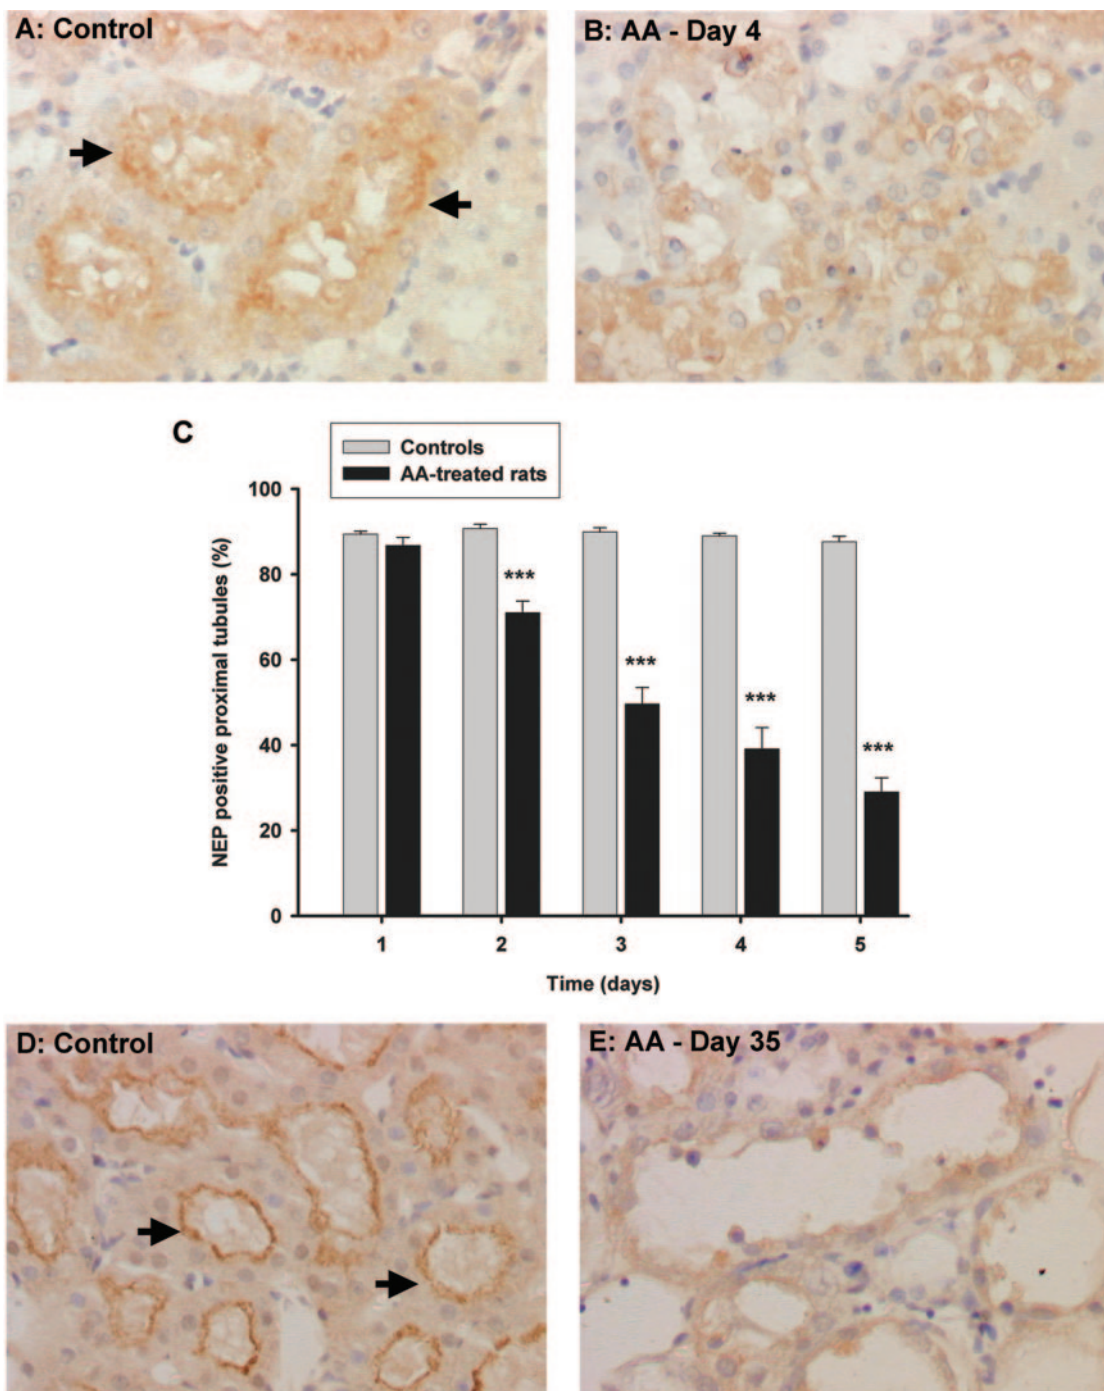 A: Control
B: AA - Day 4
C
Controls
AA-treated rats
NEP positive proximal tubules (%)
100
80
60
40
20
0
***
***
***
***
1 2 3 4 5
Time (days)
D: Control
E: AA - Day 35